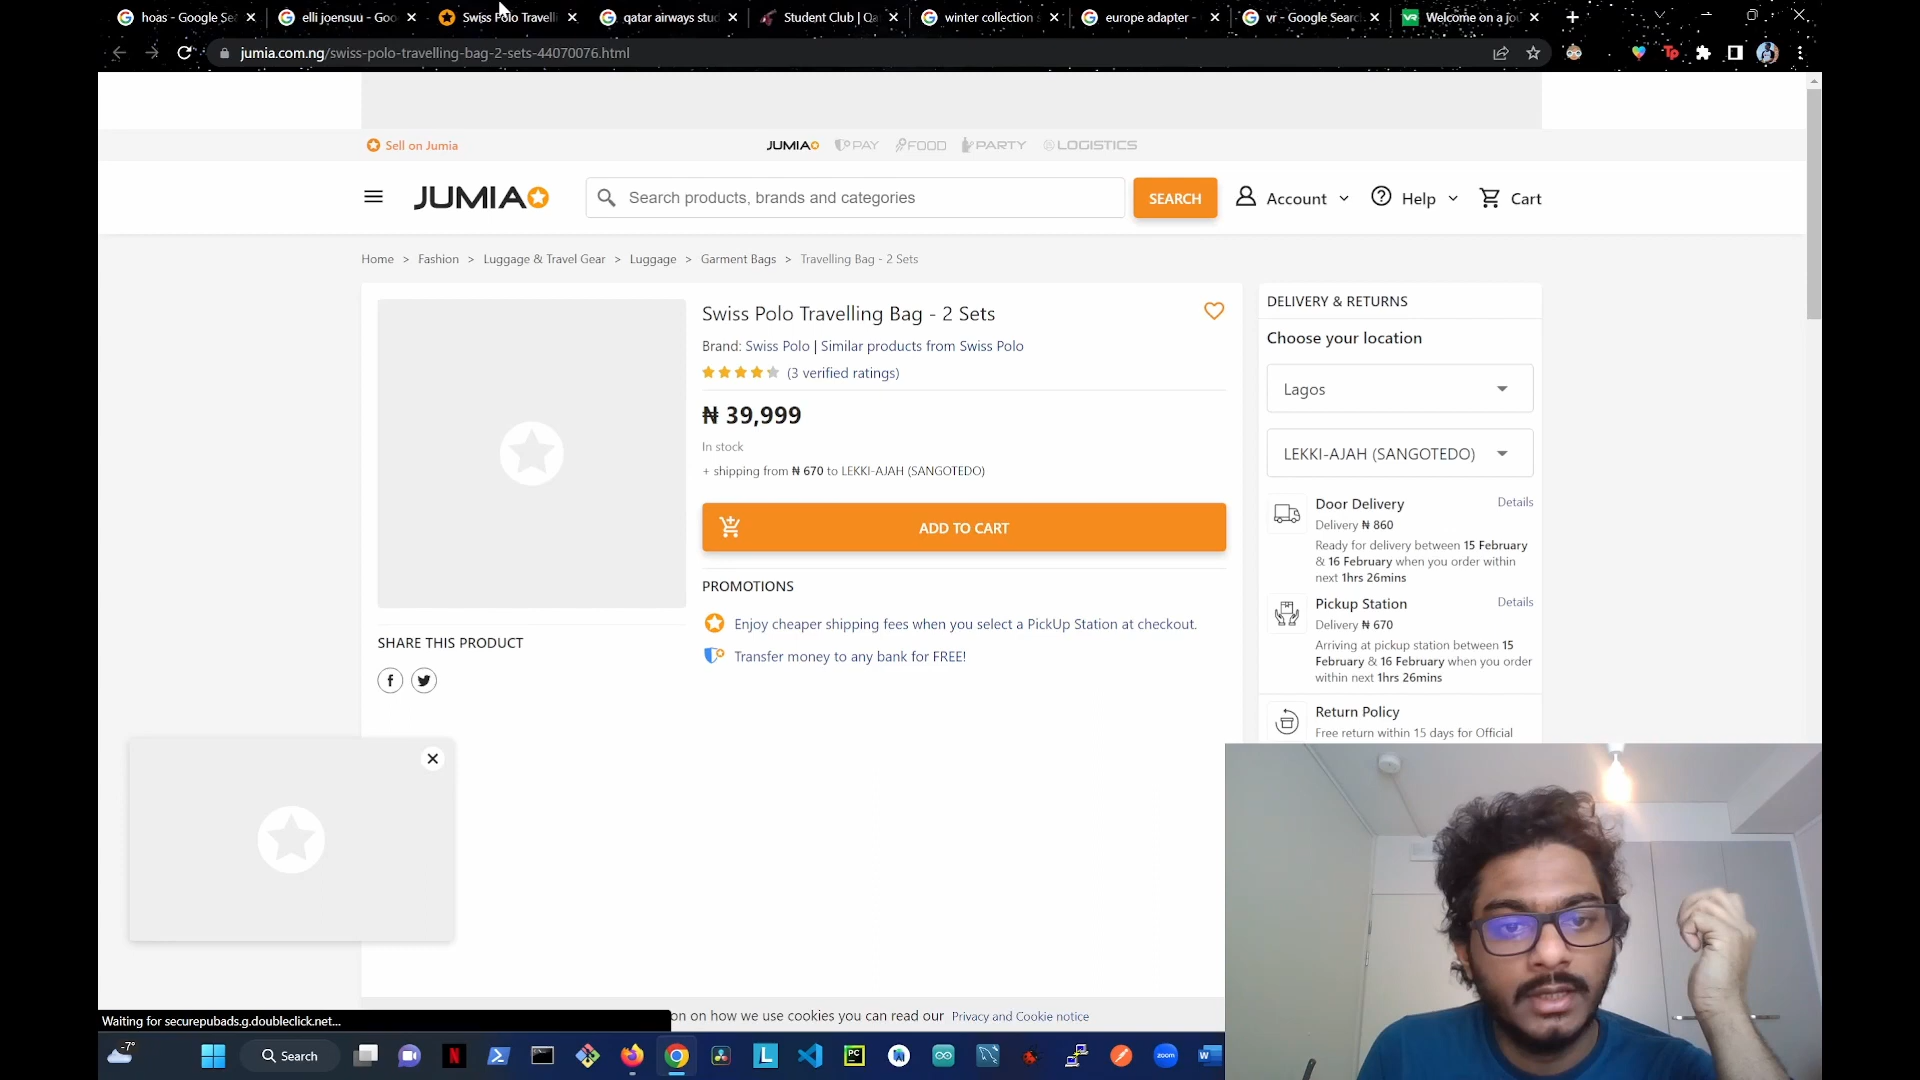 hoas - Google Se
elli joensuu - Goo
Swiss Polo Travelli
qatar airways stud
Student Club | Qa
winter collection s
europe adapter -
vr - Google Searc
Welcome on a jou
jumia.com.ng/swiss-polo-travelling-bag-2-sets-44070076.html
Sell on Jumia
JUMIA
PAY
FOOD
PARTY
LOGISTICS
JUMIA
Search products, brands and categories
SEARCH
Account
Help
Cart
Home > Fashion > Luggage & Travel Gear > Luggage > Garment Bags > Travelling Bag - 2 Sets
Swiss Polo Travelling Bag - 2 Sets
Brand: Swiss Polo | Similar products from Swiss Polo
(3 verified ratings)
₦ 39,999
In stock
+ shipping from ₦ 670 to LEKKI-AJAH (SANGOTEDO)
ADD TO CART
PROMOTIONS
Enjoy cheaper shipping fees when you select a PickUp Station at checkout.
Transfer money to any bank for FREE!
SHARE THIS PRODUCT
DELIVERY & RETURNS
Choose your location
Lagos
LEKKI-AJAH (SANGOTEDO)
Door Delivery
Details
Delivery ₦ 860
Ready for delivery between 15 February
& 16 February when you order within
next 1hrs 26mins
Pickup Station
Details
Delivery ₦ 670
Arriving at pickup station between 15
February & 16 February when you order
within next 1hrs 26mins
Return Policy
Free return within 15 days for Official
Waiting for securepubads.g.doubleclick.net...
on on how we use cookies you can read our Privacy and Cookie notice
-7°
Search
zoom